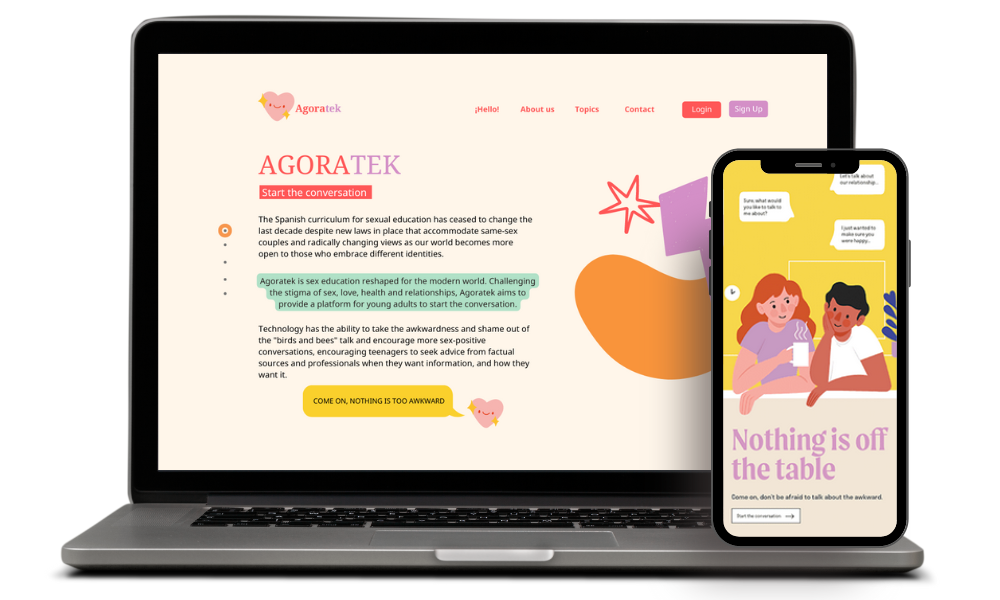 Agoratek
¡Hello!
About us
Topics
Contact
Login
Sign Up
AGORATEK
Start the conversation
The Spanish curriculum for sexual education has ceased to change the
last decade despite new laws in place that accommodate same-sex
couples and radically changing views as our world becomes more
open to those who embrace different identities.
Agoratek is sex education reshaped for the modern world. Challenging
the stigma of sex, love, health and relationships, Agoratek aims to
provide a platform for young adults to start the conversation.
Technology has the ability to take the awkwardness and shame out of
the "birds and bees" talk and encourage more sex-positive
conversations, encouraging teenagers to seek advice from factual
sources and professionals when they want information, and how they
want it.
COME ON, NOTHING IS TOO AWKWARD
Let's talk about
our relationship...
Sure, what would
you like to talk to
me about?
I just wanted to
make sure you
were happy...
Nothing is off
the table
Come on, don't be afraid to talk about the awkward.
Start the conversation